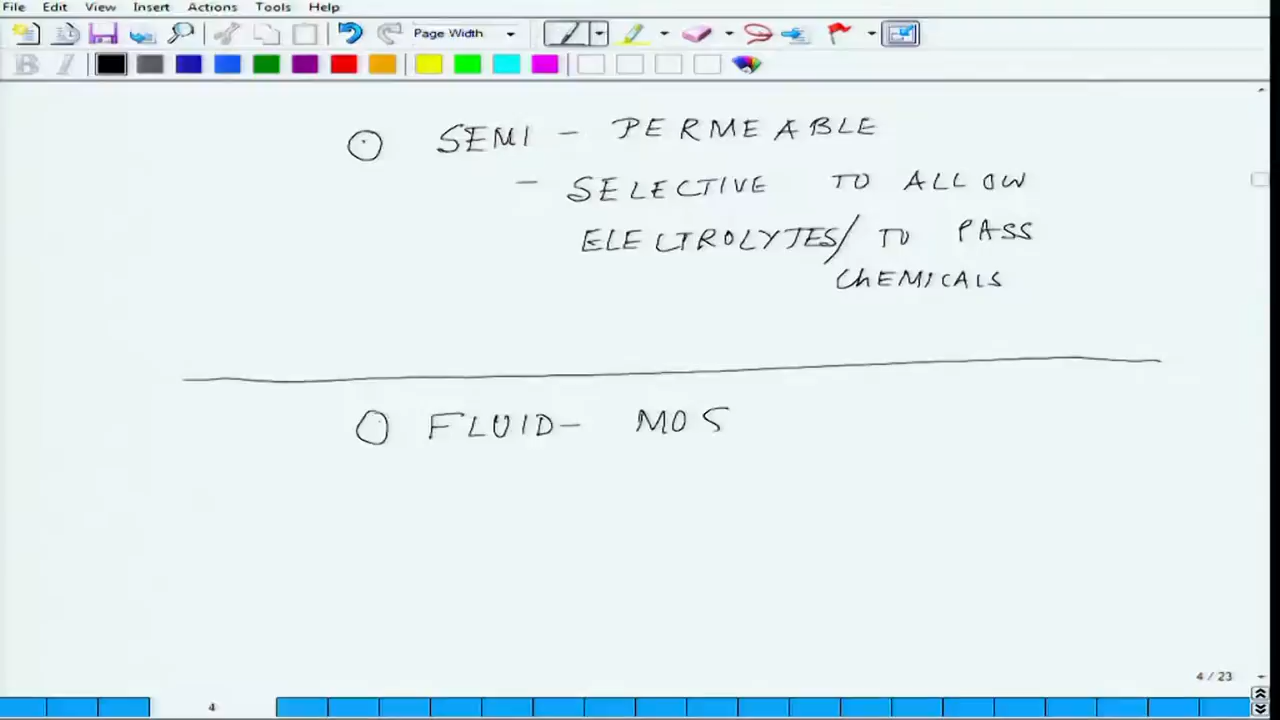 File Edit View Insert Actions Tools Help
Page Width
B I
SEMI - PERMEABLE
- SELECTIVE TO ALLOW
ELECTROLYTES/ TO PASS
ChEMICALS
FLUID- MOS
4 / 23
4